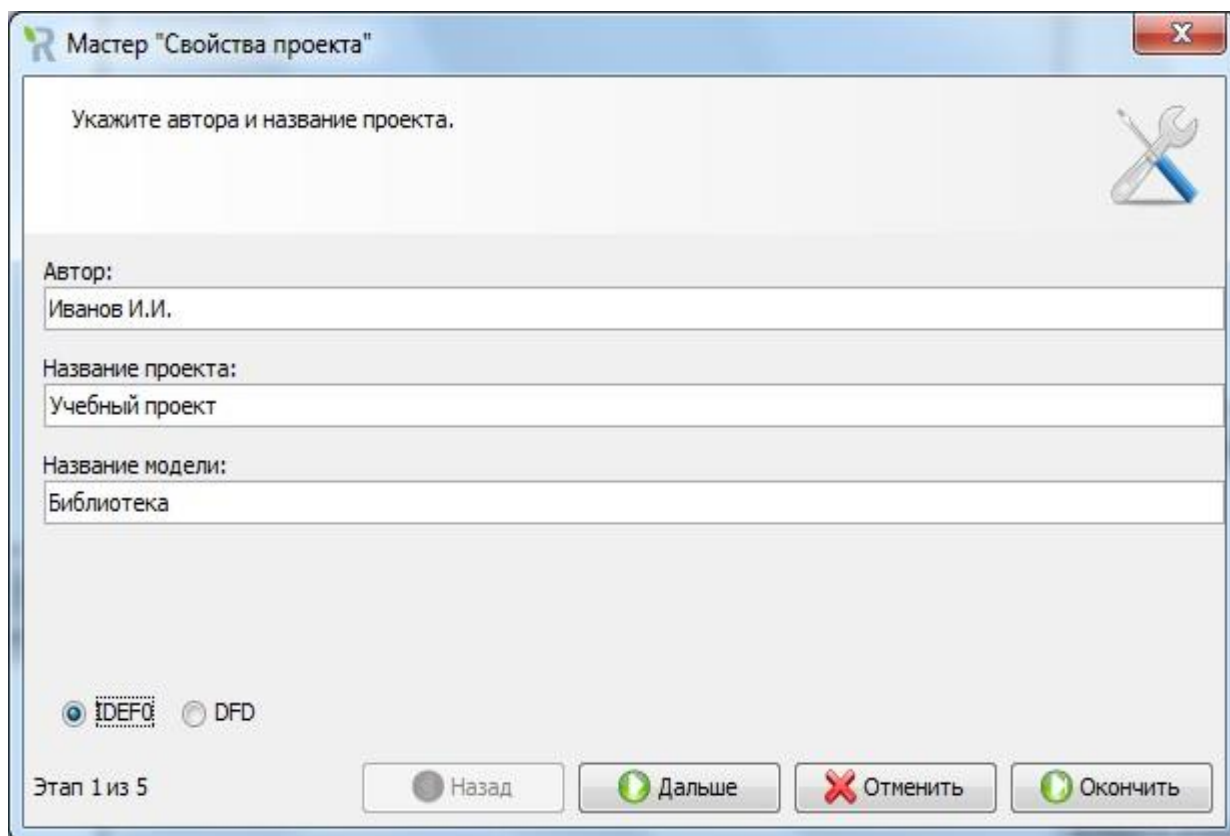 Мастер "Свойства проекта"
Укажите автора и название проекта.
Автор:
Иванов И.И.
Название проекта:
Учебный проект
Название модели:
Библиотека
IDEF0 DFD
Этап 1 из 5 Назад Дальше Отменить Окончить